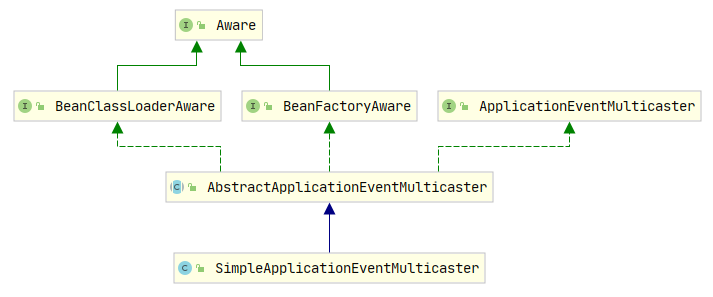 I Aware
I BeanClassLoaderAware
I BeanFactoryAware
I ApplicationEventMulticaster
C AbstractApplicationEventMulticaster
C SimpleApplicationEventMulticaster